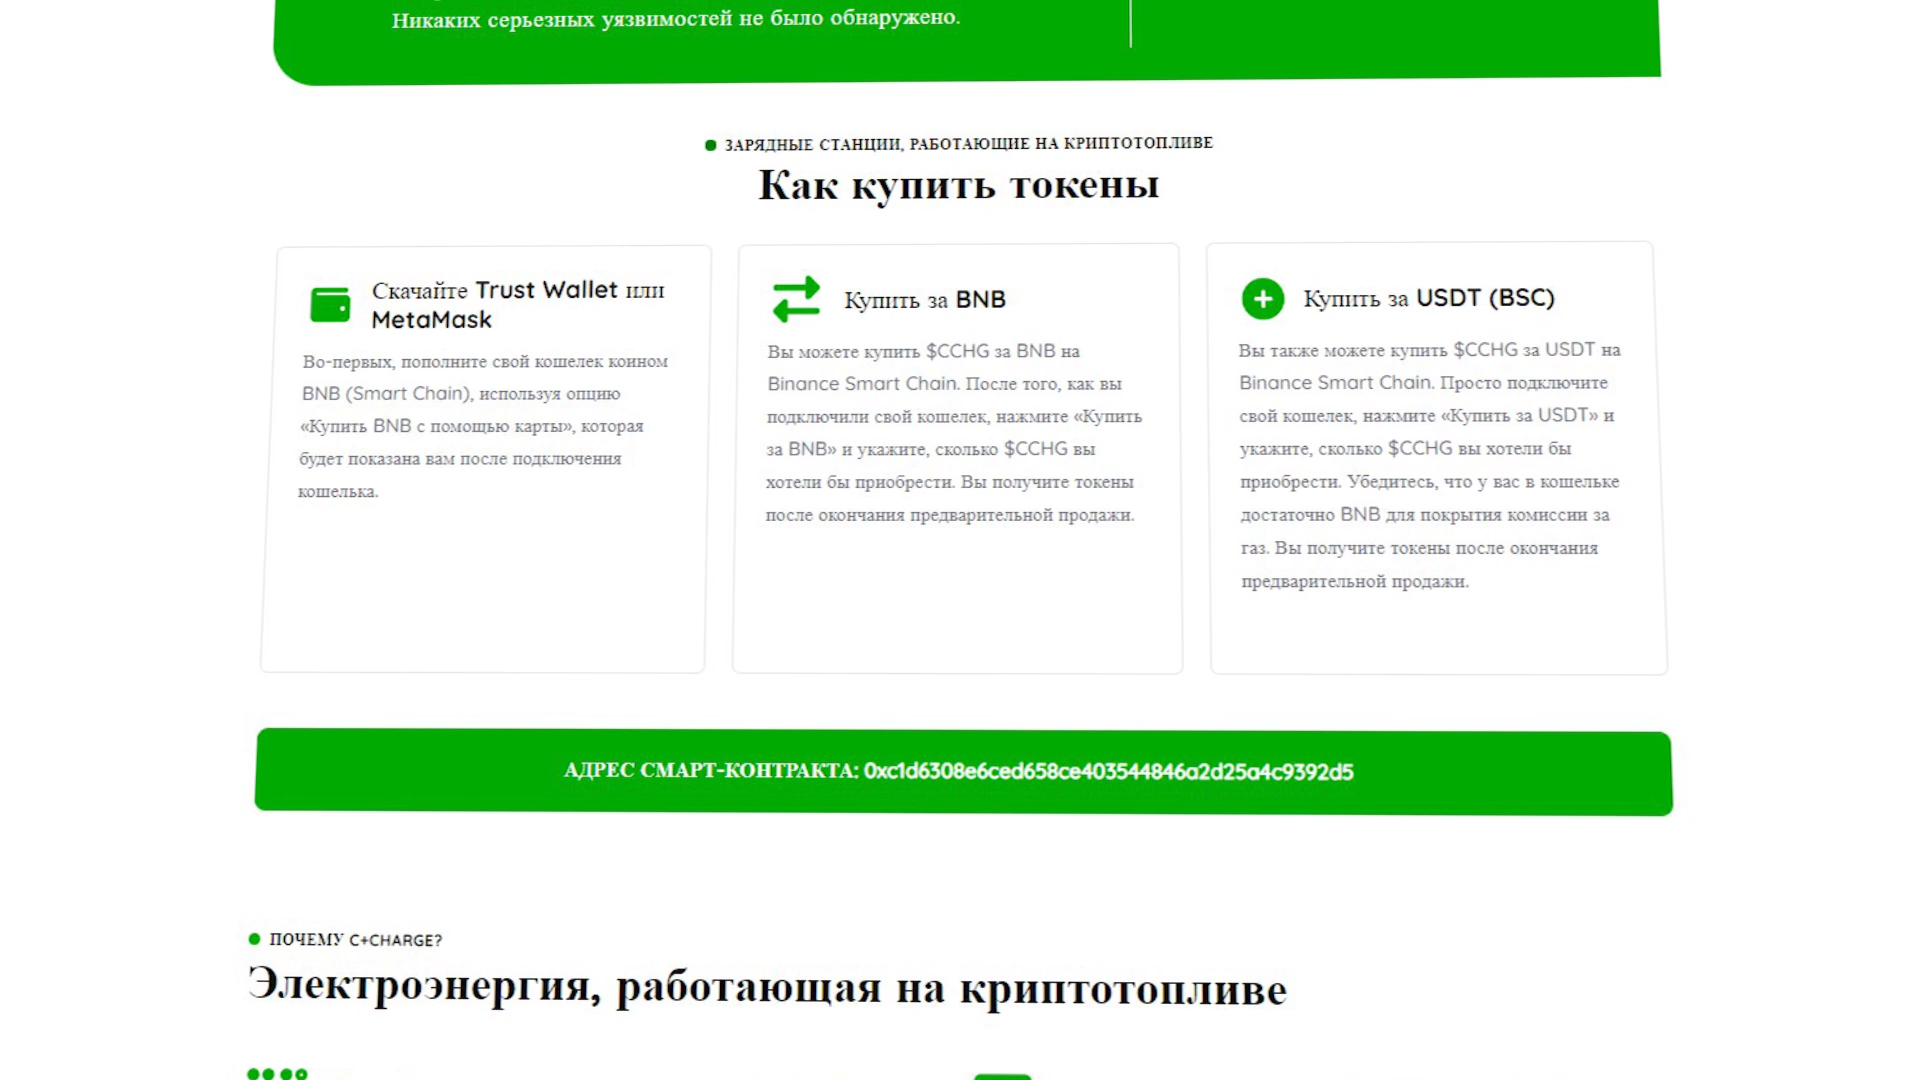 Никаких серьезных уязвимостей не было обнаружено.
ЗАРЯДНЫЕ СТАНЦИИ, РАБОТАЮЩИЕ НА КРИПТОТОПЛИВЕ
Как купить токены
Скачайте Trust Wallet или
MetaMask
Во-первых, пополните свой кошелек коином
BNB (Smart Chain), используя опцию
«Купить BNB с помощью карты», которая
будет показана вам после подключения
кошелька.
Купить за BNB
Вы можете купить $CCHG за BNB на
Binance Smart Chain. После того, как вы
подключили свой кошелек, нажмите «Купить
за BNB» и укажите, сколько $CCHG вы
хотели бы приобрести. Вы получите токены
после окончания предварительной продажи.
Купить за USDT (BSC)
Вы также можете купить $CCHG за USDT на
Binance Smart Chain. Просто подключите
свой кошелек, нажмите «Купить за USDT» и
укажите, сколько $CCHG вы хотели бы
приобрести. Убедитесь, что у вас в кошельке
достаточно BNB для покрытия комиссии за
газ. Вы получите токены после окончания
предварительной продажи.
АДРЕС СМАРТ-КОНТРАКТА: 0xc1d6308e6ced658ce403544846a2d25a4c9392d5
ПОЧЕМУ C+CHARGE?
Электроэнергия, работающая на криптотопливе